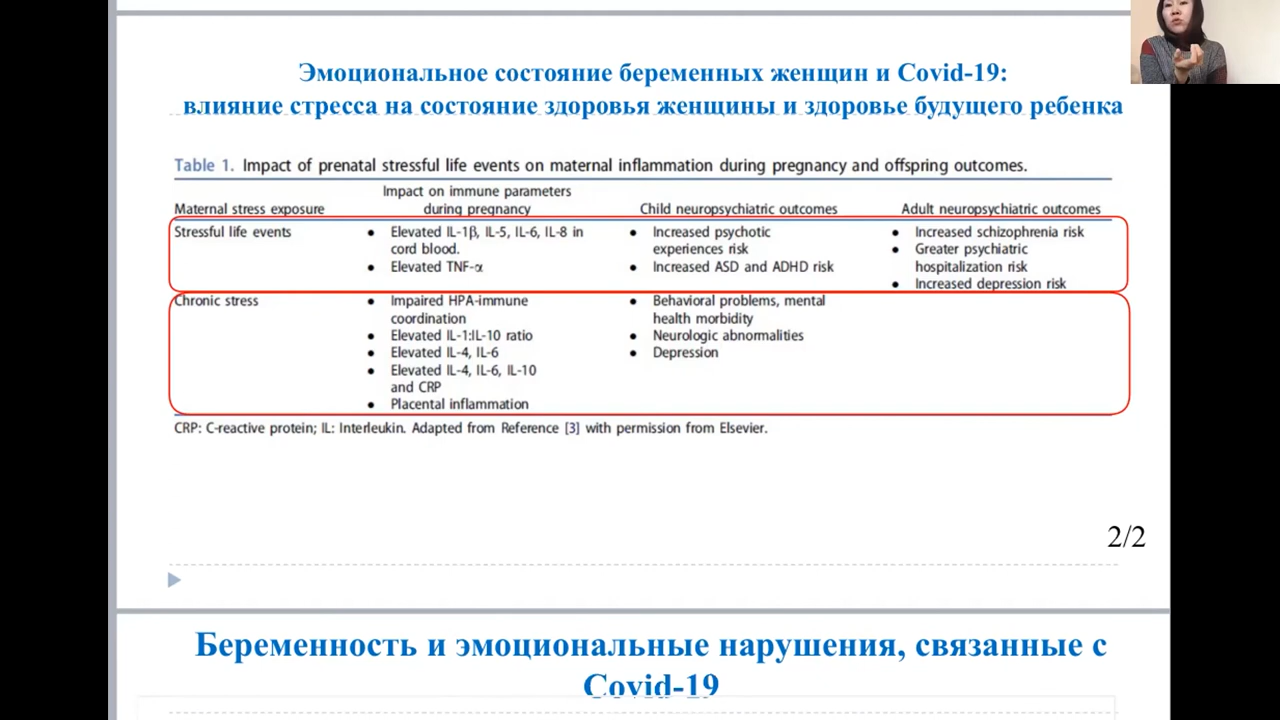 Эмоциональное состояние беременных женщин и Covid-19:
влияние стресса на состояние здоровья женщины и здоровье будущего ребенка
Table 1. Impact of prenatal stressful life events on maternal inflammation during pregnancy and offspring outcomes.
Maternal stress exposure
Impact on immune parameters
during pregnancy
Child neuropsychiatric outcomes
Adult neuropsychiatric outcomes
Stressful life events
● Elevated IL-1β, IL-5, IL-6, IL-8 in
cord blood.
● Elevated TNF-α
● Increased psychotic
experiences risk
● Increased ASD and ADHD risk
● Increased schizophrenia risk
● Greater psychiatric
hospitalization risk
● Increased depression risk
Chronic stress
● Impaired HPA-immune
coordination
● Elevated IL-1:IL-10 ratio
● Elevated IL-4, IL-6
● Elevated IL-4, IL-6, IL-10
and CRP
● Placental inflammation
● Behavioral problems, mental
health morbidity
● Neurologic abnormalities
● Depression
CRP: C-reactive protein; IL: Interleukin. Adapted from Reference [3] with permission from Elsevier.
2/2
Беременность и эмоциональные нарушения, связанные с
Covid-19